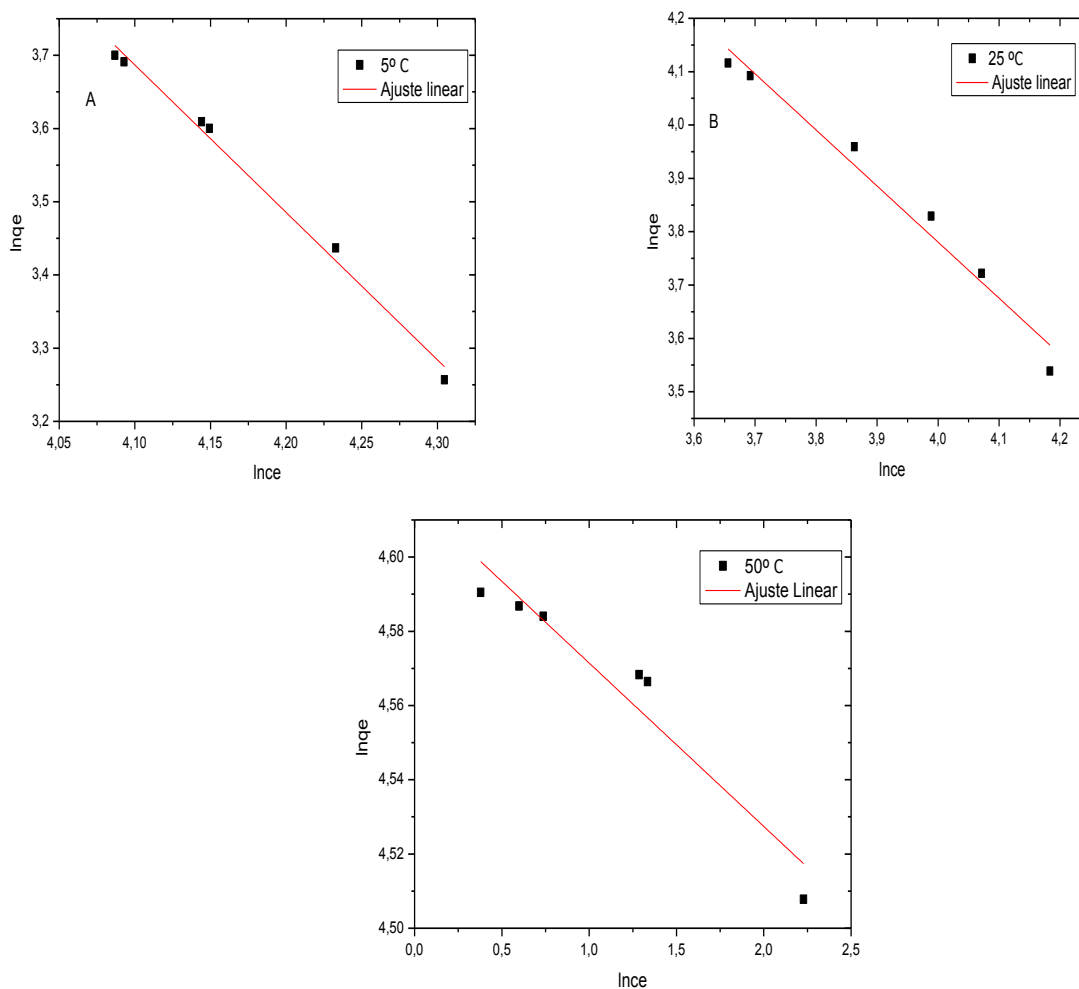 3,7
3,6
3,5
3,4
3,3
3,2
lnqe
A
5º C
Ajuste linear
4,05 4,10 4,15 4,20 4,25 4,30
lnce
4,2
4,1
4,0
3,9
3,8
3,7
3,6
3,5
lnqe
B
25 ºC
Ajuste linear
3,6 3,7 3,8 3,9 4,0 4,1 4,2
lnce
4,60
4,58
4,56
4,54
4,52
4,50
lnqe
50º C
Ajuste Linear
0,0 0,5 1,0 1,5 2,0 2,5
lnce